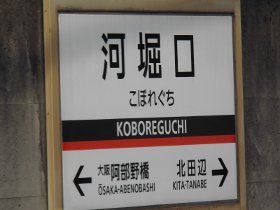 河堀口
こぼれぐち
KOBOREGUCHI
← 大阪阿部野橋 北田辺 →
ŌSAKA-ABENOBASHI KITA-TANABE